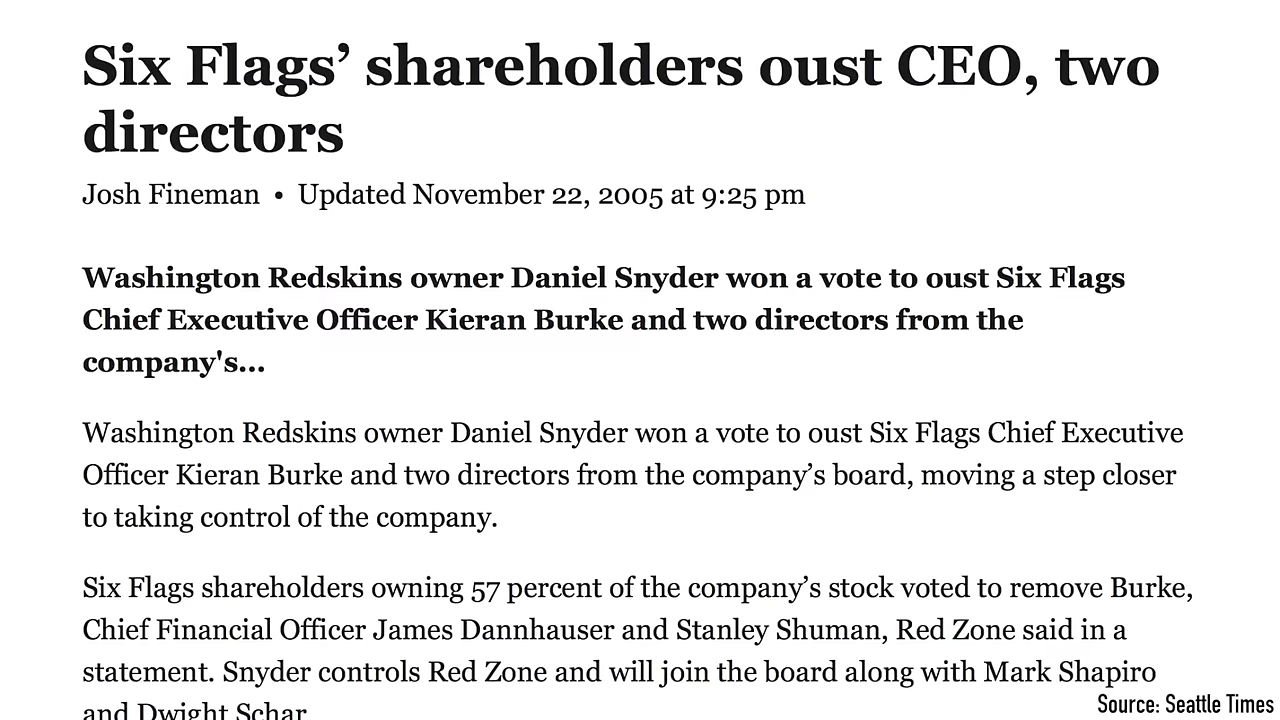 Six Flags’ shareholders oust CEO, two
directors
Josh Fineman • Updated November 22, 2005 at 9:25 pm
Washington Redskins owner Daniel Snyder won a vote to oust Six Flags
Chief Executive Officer Kieran Burke and two directors from the
company's...
Washington Redskins owner Daniel Snyder won a vote to oust Six Flags Chief Executive
Officer Kieran Burke and two directors from the company’s board, moving a step closer
to taking control of the company.
Six Flags shareholders owning 57 percent of the company’s stock voted to remove Burke,
Chief Financial Officer James Dannhauser and Stanley Shuman, Red Zone said in a
statement. Snyder controls Red Zone and will join the board along with Mark Shapiro
and Dwight Schar
Source: Seattle Times